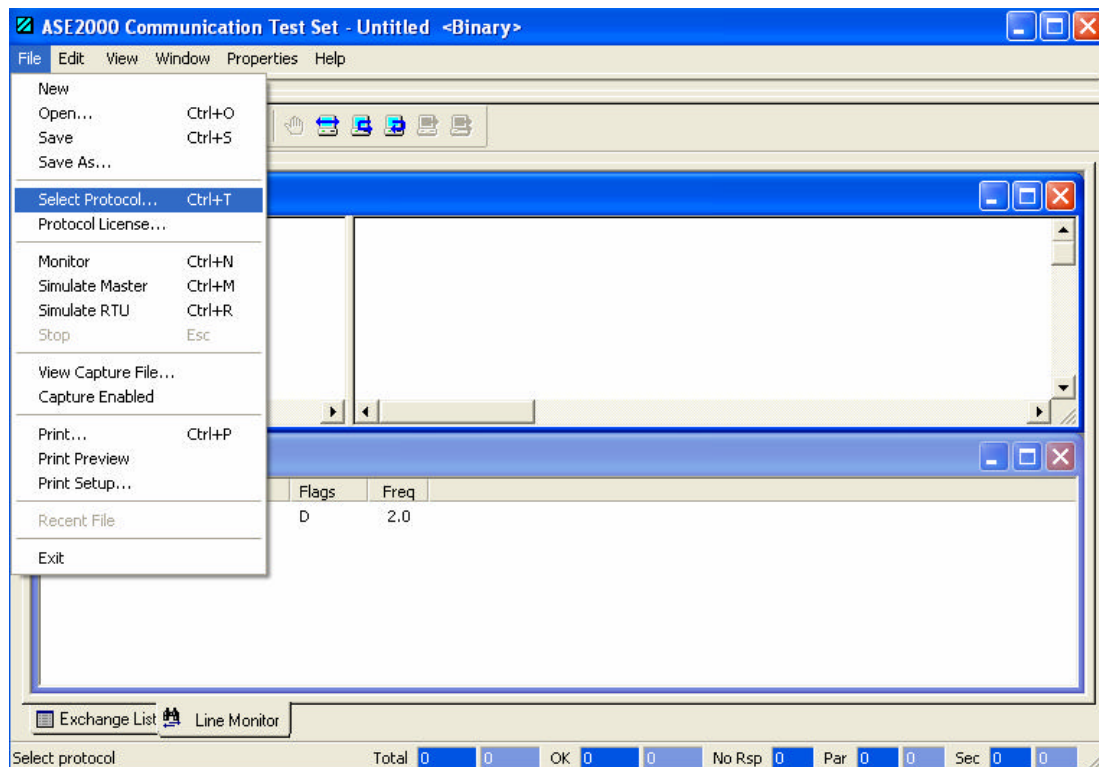 ASE2000 Communication Test Set - Untitled <Binary>
File Edit View Window Properties Help
New
Open... Ctrl+O
Save Ctrl+S
Save As...
Select Protocol... Ctrl+T
Protocol License...
Monitor Ctrl+N
Simulate Master Ctrl+M
Simulate RTU Ctrl+R
Stop Esc
View Capture File...
Capture Enabled
Print... Ctrl+P
Print Preview
Print Setup...
Recent File
Exit
Flags Freq
D 2.0
Exchange List Line Monitor
Select protocol Total 0 0 OK 0 0 No Rsp 0 Par 0 0 Sec 0 0